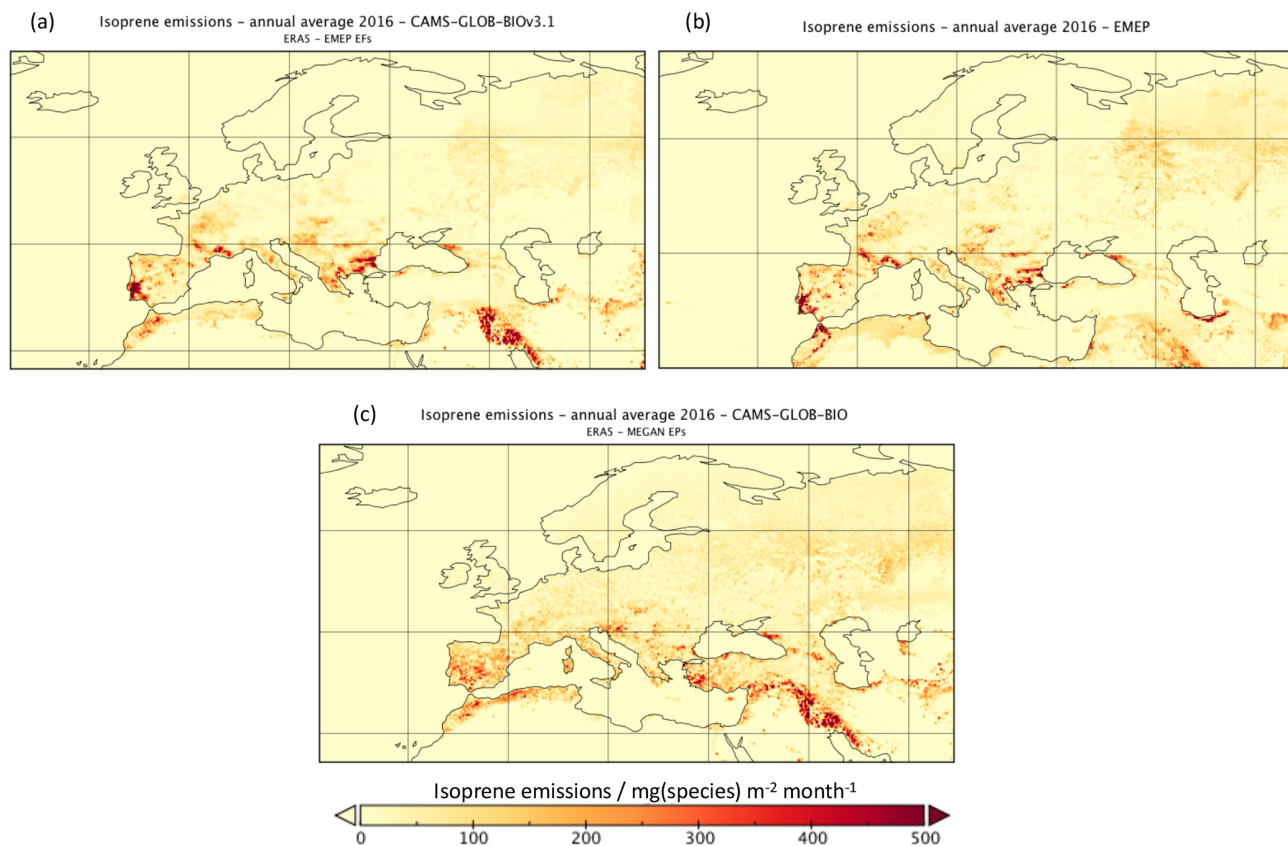 (a)
Isoprene emissions – annual average 2016 – CAMS-GLOB-BIOv3.1
ERA5 – EMEP EFs
(b)
Isoprene emissions – annual average 2016 – EMEP
(c)
Isoprene emissions – annual average 2016 – CAMS-GLOB-BIO
ERA5 – MEGAN EPs
Isoprene emissions / mg(species) m⁻² month⁻¹
0 100 200 300 400 500